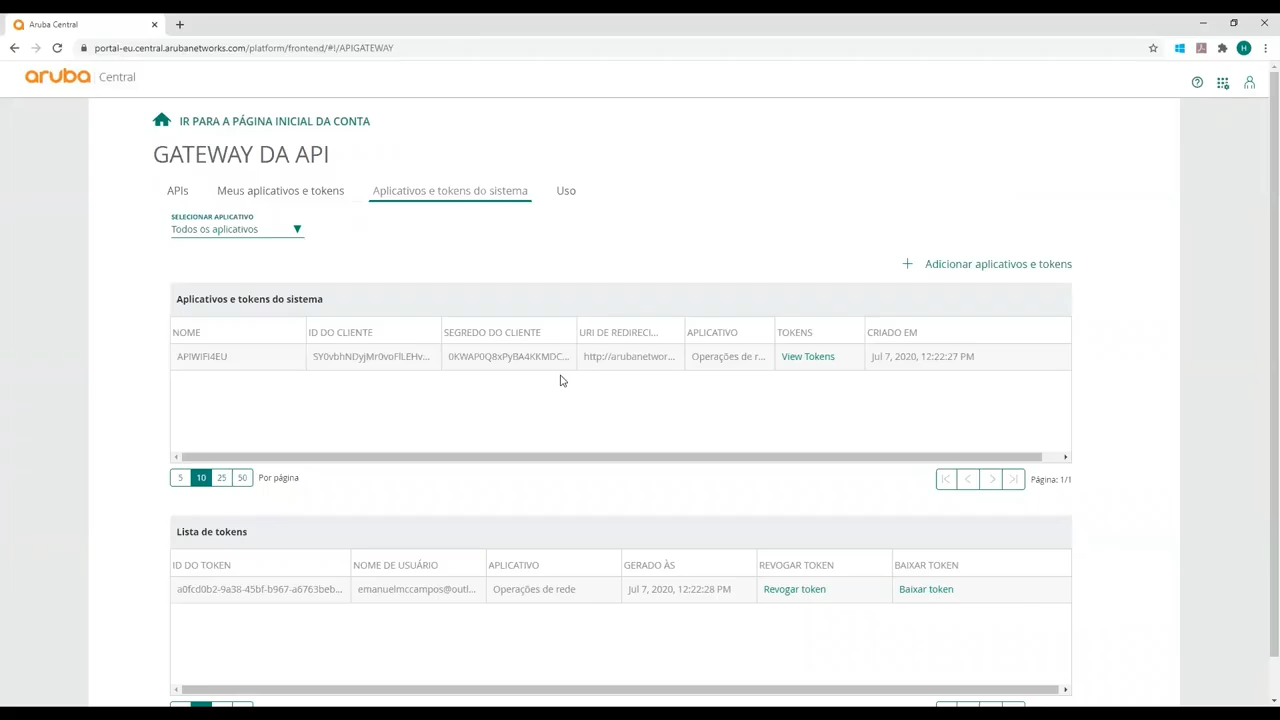 Aruba Central
portal-eu.central.arubanetworks.com/platform/frontend/#!/APIGATEWAY
H
aruba Central
IR PARA A PÁGINA INICIAL DA CONTA
GATEWAY DA API
APIs Meus aplicativos e tokens Aplicativos e tokens do sistema Uso
SELECIONAR APLICATIVO
Todos os aplicativos
Adicionar aplicativos e tokens
Aplicativos e tokens do sistema
NOME ID DO CLIENTE SEGREDO DO CLIENTE URI DE REDIRECI... APLICATIVO TOKENS CRIADO EM
APIWiFi4EU SY0vbhNDyjMr0voFlLEHv... 0KWAP0Q8xPyBA4KKMDC... http://arubanetwor... Operações de r... View Tokens Jul 7, 2020, 12:22:27 PM
5 10 25 50 Por página Página: 1/1
Lista de tokens
ID DO TOKEN NOME DE USUÁRIO APLICATIVO GERADO ÀS REVOGAR TOKEN BAIXAR TOKEN
a0fcd0b2-9a38-45bf-b967-a6763beb... emanuelmccampos@outl... Operações de rede Jul 7, 2020, 12:22:28 PM Revogar token Baixar token